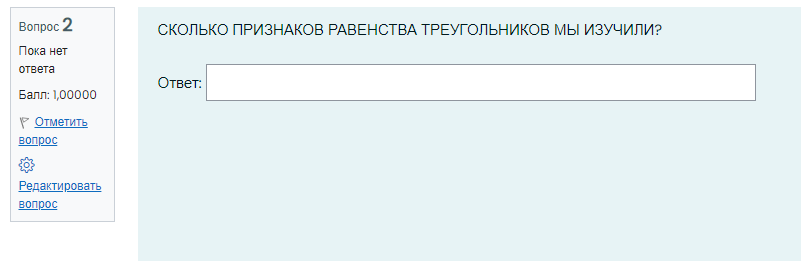 Вопрос 2
Пока нет
ответа
Балл: 1,00000
Отметить
вопрос
Редактировать
вопрос
СКОЛЬКО ПРИЗНАКОВ РАВЕНСТВА ТРЕУГОЛЬНИКОВ МЫ ИЗУЧИЛИ?
Ответ: